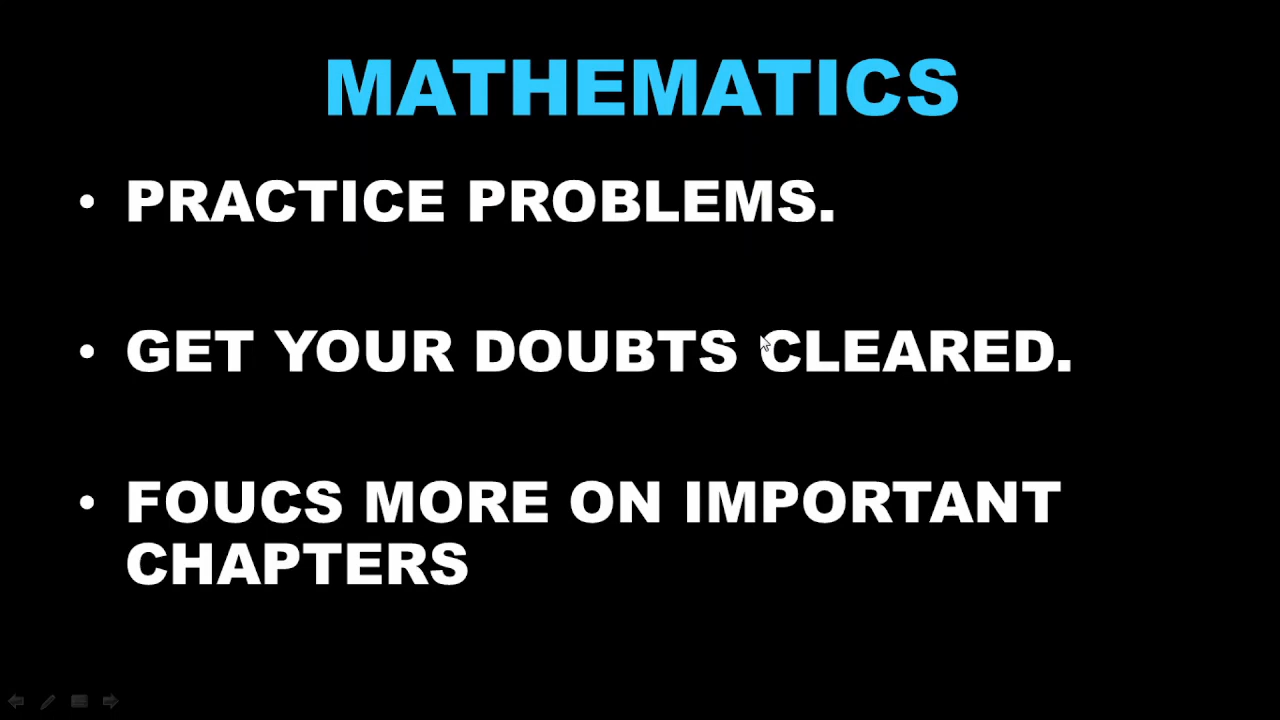 MATHEMATICS
• PRACTICE PROBLEMS.
• GET YOUR DOUBTS CLEARED.
• FOUCS MORE ON IMPORTANT
CHAPTERS